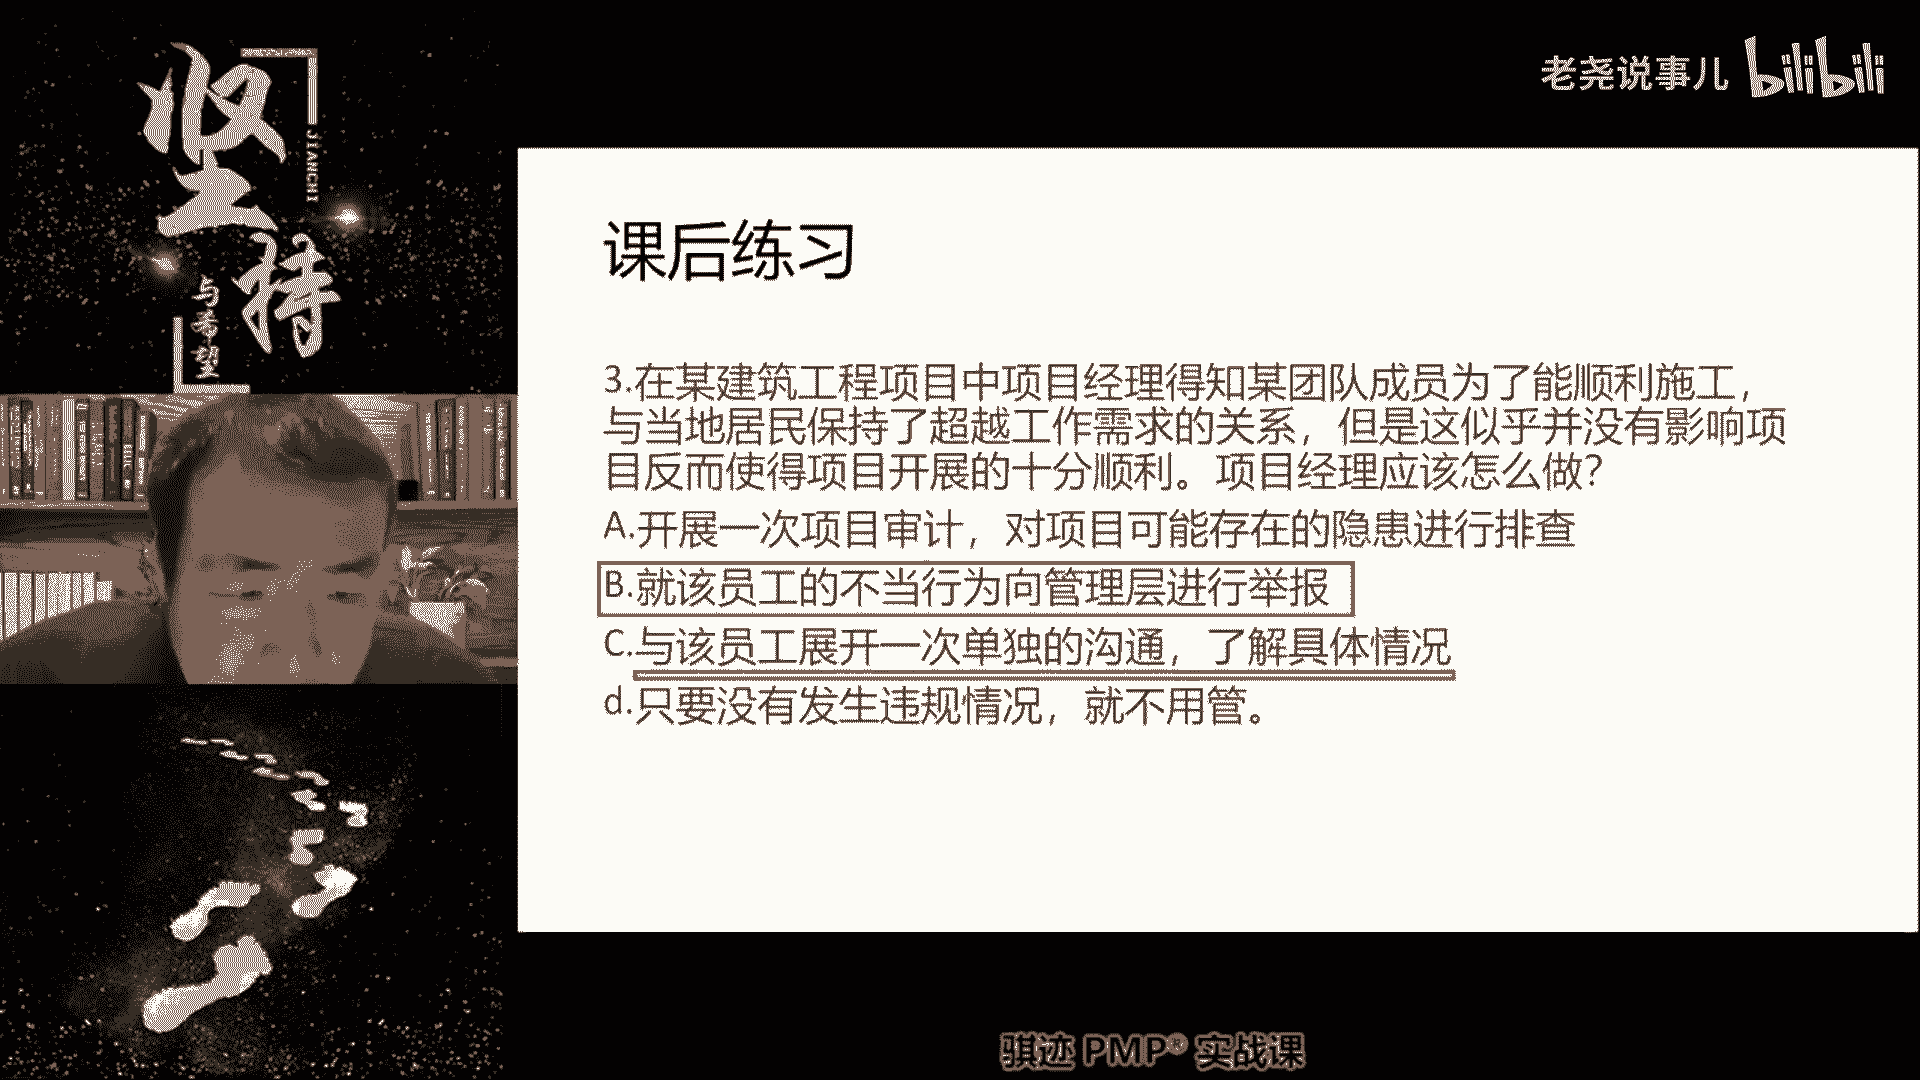 坚持
JIANCHI
与希望
老尧说事儿 bilibili
课后练习
3.在某建筑工程项目中项目经理得知某团队成员为了能顺利施工，
与当地居民保持了超越工作需求的关系，但是这似乎并没有影响项
目反而使得项目开展的十分顺利。项目经理应该怎么做？
A.开展一次项目审计，对项目可能存在的隐患进行排查
B.就该员工的不当行为向管理层进行举报
C.与该员工展开一次单独的沟通，了解具体情况
d.只要没有发生违规情况，就不用管。
骐迹 PMP® 实战课